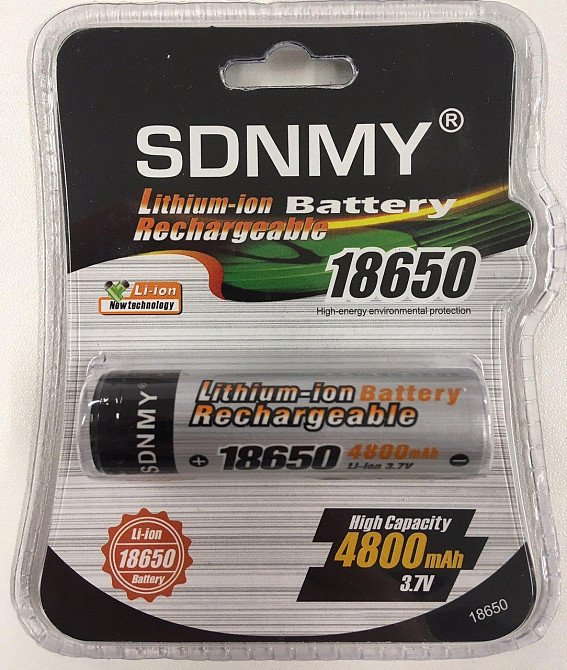 SDNMY®
Lithium-ion Battery
Rechargeable
18650
High-energy environmental protection
Li-ion
New technology
SDNMY®
Lithium-ion Battery
Rechargeable
+ 18650 4800mAh −
Li-ion 3.7V
Li-ion
18650
Battery
High Capacity
4800mAh
3.7V
18650